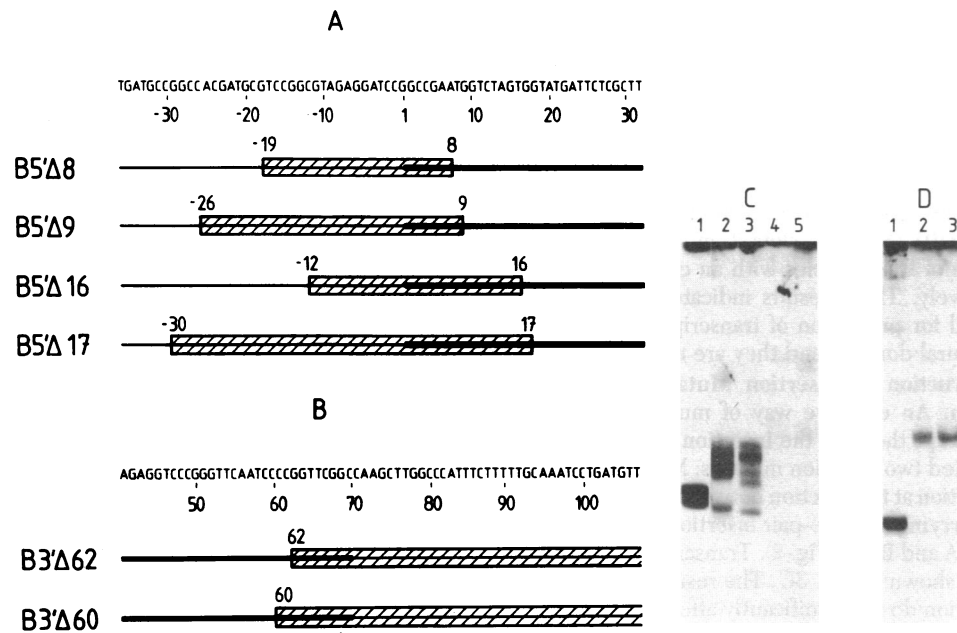 A
TGATGCCGGCCACGATGCGTCCGGCGTAGAGGATCCGGCCGAATGGTCTAGTGGTATGATTCTCGCTT
-30 -20 -10 1 10 20 30
-19 8
B5'Δ8
-26 9
B5'Δ9
-12 16
B5'Δ16
-30 17
B5'Δ17
B
AGAGGTCCCGGGTTCAATCCCCGGTTCGGCCAAGCTTGGCCCATTTCTTTTTGCAAATCCTGATGTT
50 60 70 80 90 100
62
B3'Δ62
60
B3'Δ60
C
1 2 3 4 5
D
1 2 3